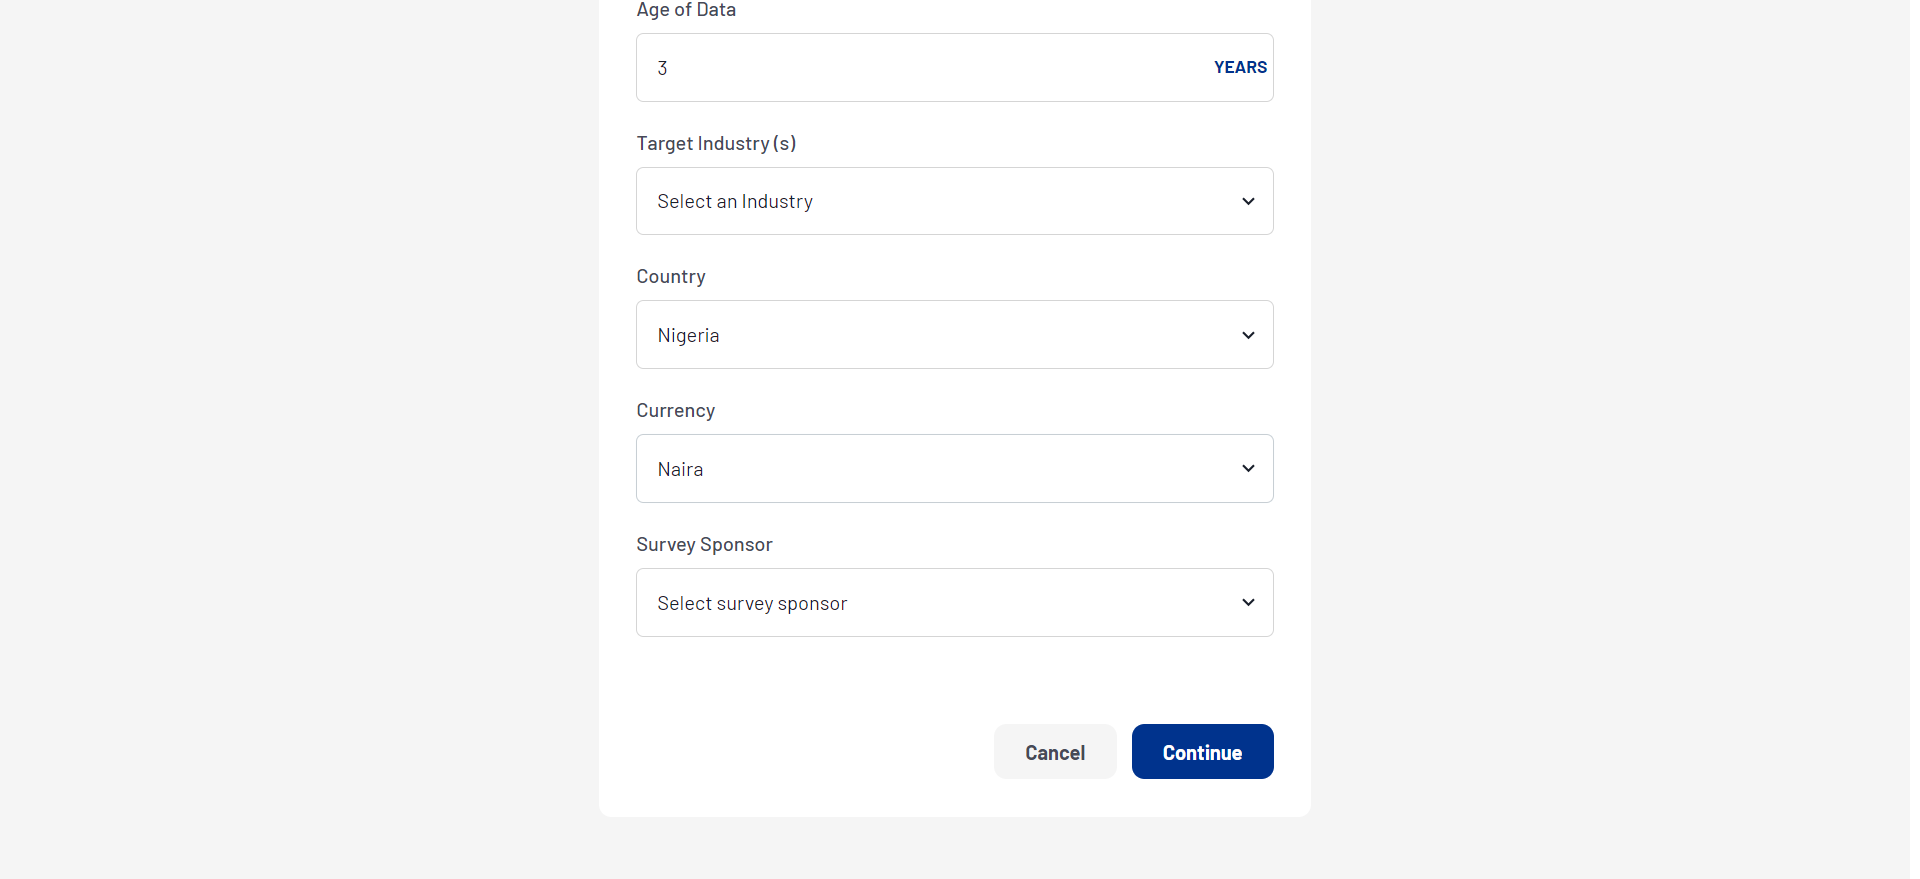 Age of Data
3 YEARS
Target Industry (s)
Select an Industry
Country
Nigeria
Currency
Naira
Survey Sponsor
Select survey sponsor
Cancel Continue